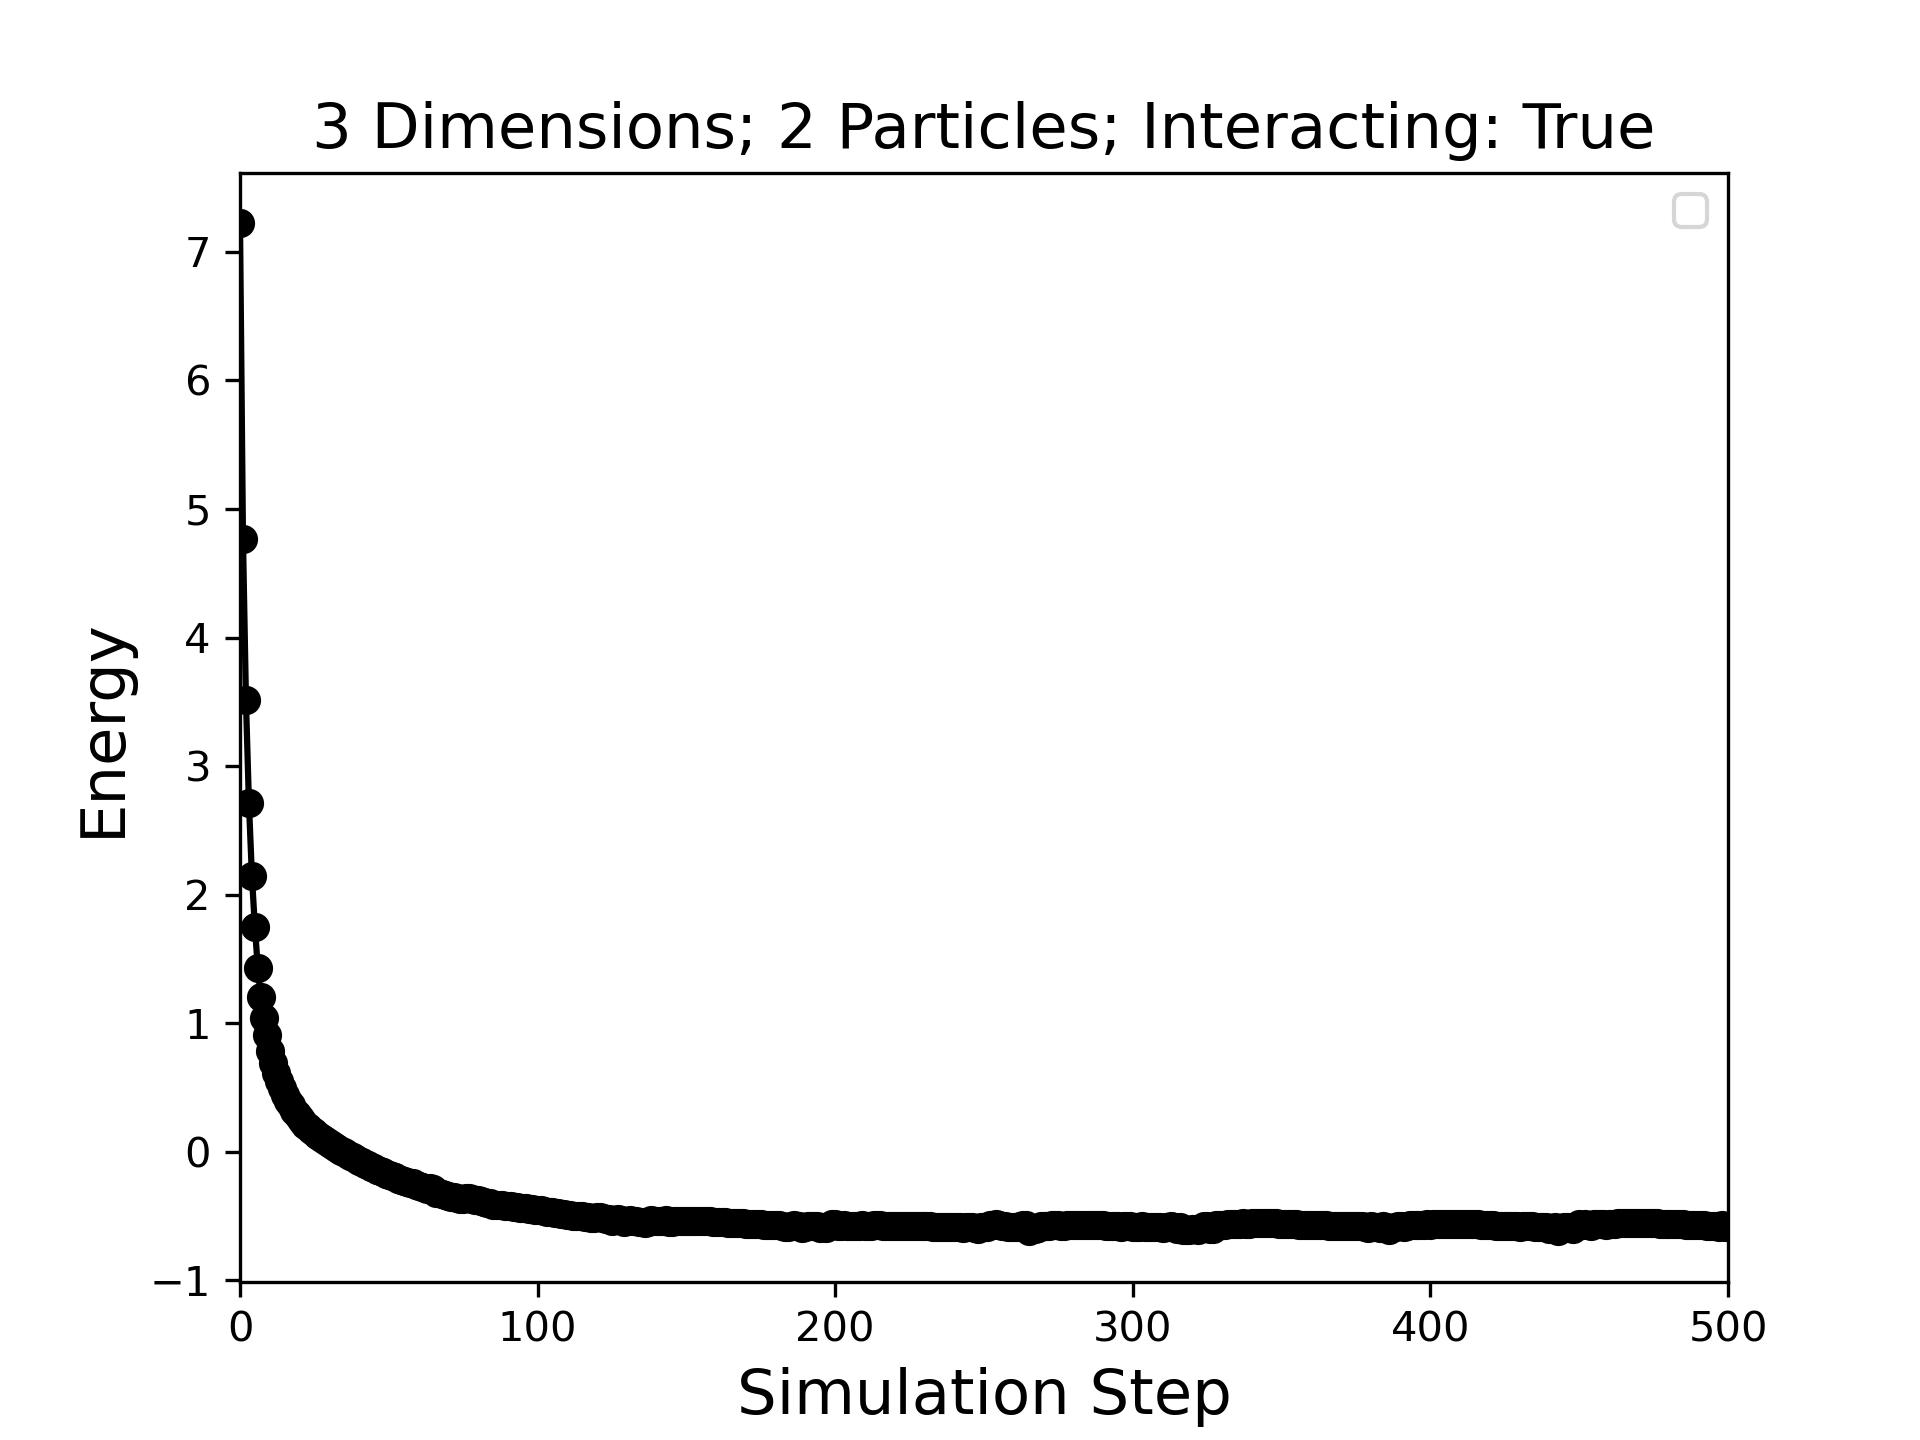 3 Dimensions; 2 Particles; Interacting: True
7
6
5
4
3
2
1
0
−1
Energy
0 100 200 300 400 500
Simulation Step